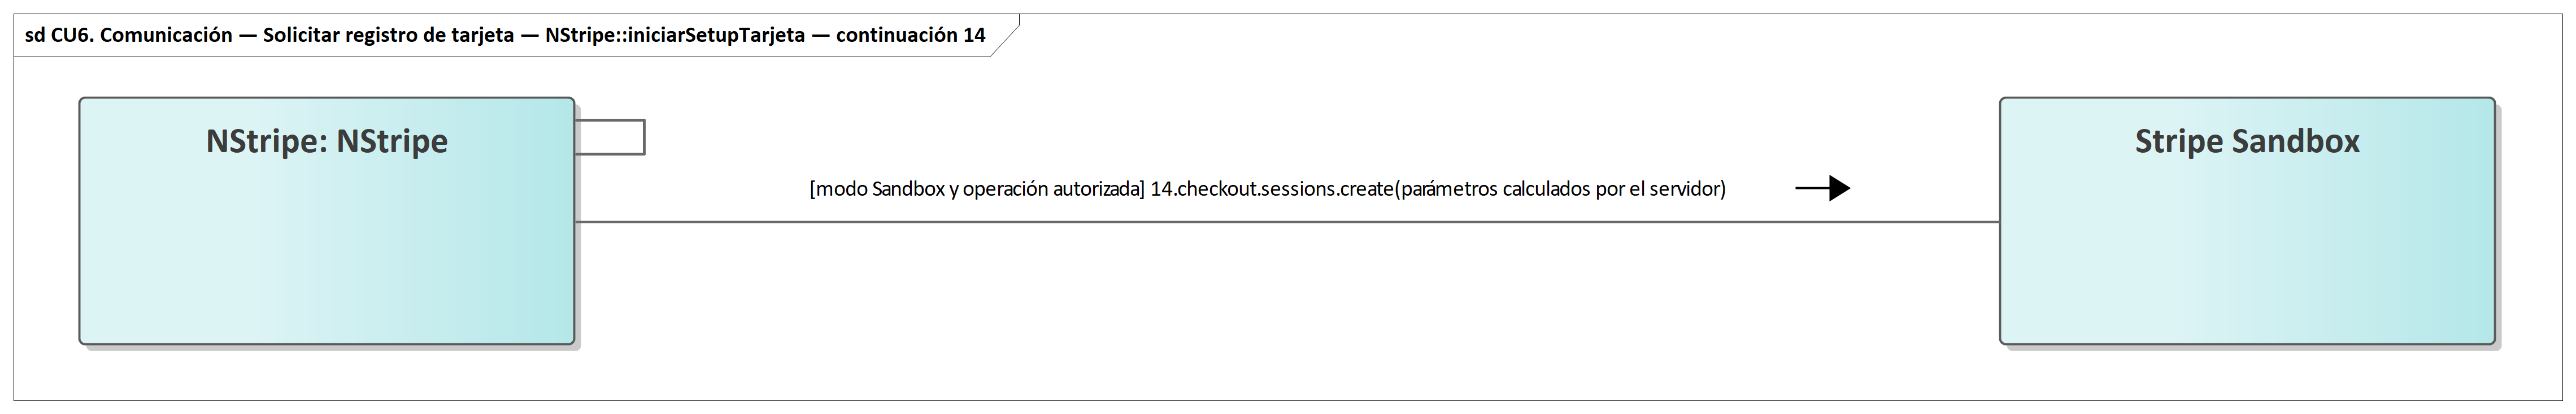 sd CU6. Comunicación — Solicitar registro de tarjeta — NStripe::iniciarSetupTarjeta — continuación 14
NStripe: NStripe
Stripe Sandbox
[modo Sandbox y operación autorizada] 14.checkout.sessions.create(parámetros calculados por el servidor)